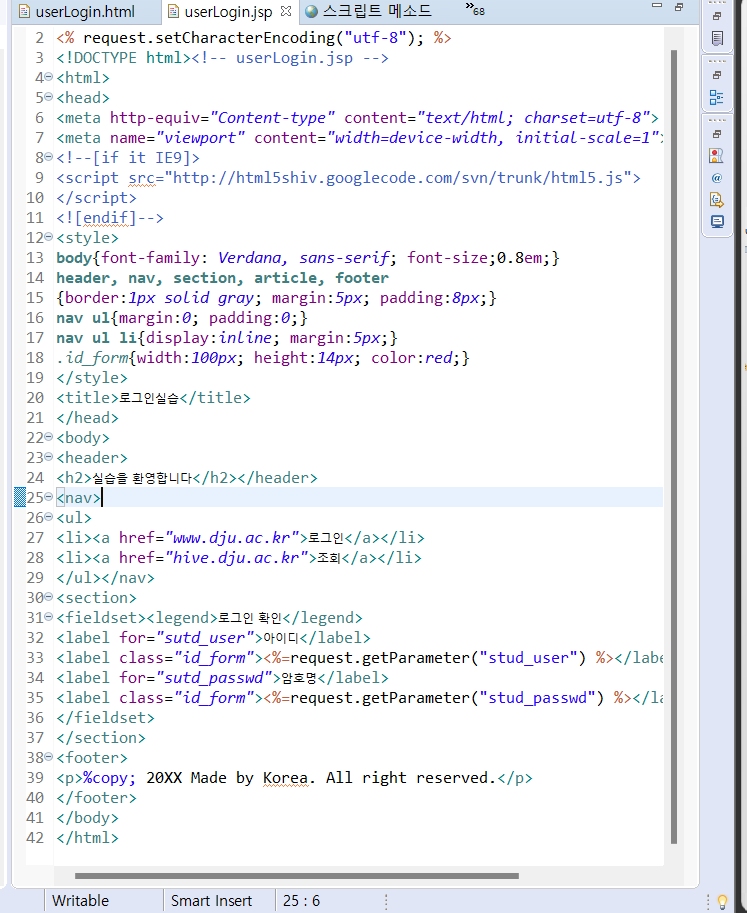 userLogin.html userLogin.jsp 스크립트 메소드 »68
2 <% request.setCharacterEncoding("utf-8"); %>
3 <!DOCTYPE html><!-- userLogin.jsp -->
4 <html>
5 <head>
6 <meta http-equiv="Content-type" content="text/html; charset=utf-8">
7 <meta name="viewport" content="width=device-width, initial-scale=1">
8 <!--[if it IE9]>
9 <script src="http://html5shiv.googlecode.com/svn/trunk/html5.js">
10 </script>
11 <![endif]-->
12 <style>
13 body{font-family: Verdana, sans-serif; font-size;0.8em;}
14 header, nav, section, article, footer
15 {border:1px solid gray; margin:5px; padding:8px;}
16 nav ul{margin:0; padding:0;}
17 nav ul li{display:inline; margin:5px;}
18 .id_form{width:100px; height:14px; color:red;}
19 </style>
20 <title>로그인실습</title>
21 </head>
22 <body>
23 <header>
24 <h2>실습을 환영합니다</h2></header>
25 <nav>
26 <ul>
27 <li><a href="www.dju.ac.kr">로그인</a></li>
28 <li><a href="hive.dju.ac.kr">조회</a></li>
29 </ul></nav>
30 <section>
31 <fieldset><legend>로그인 확인</legend>
32 <label for="sutd_user">아이디</label>
33 <label class="id_form"><%=request.getParameter("stud_user") %></labe
34 <label for="sutd_passwd">암호명</label>
35 <label class="id_form"><%=request.getParameter("stud_passwd") %></la
36 </fieldset>
37 </section>
38 <footer>
39 <p>%copy; 20XX Made by Korea. All right reserved.</p>
40 </footer>
41 </body>
42 </html>
Writable Smart Insert 25 : 6